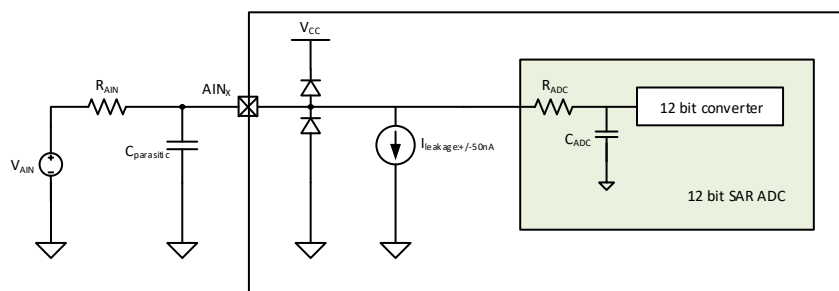 VCC
RAIN
AINX
RADC
12 bit converter
VAIN
+
-
Cparasitic
Ileakage:+/-50nA
CADC
12 bit SAR ADC